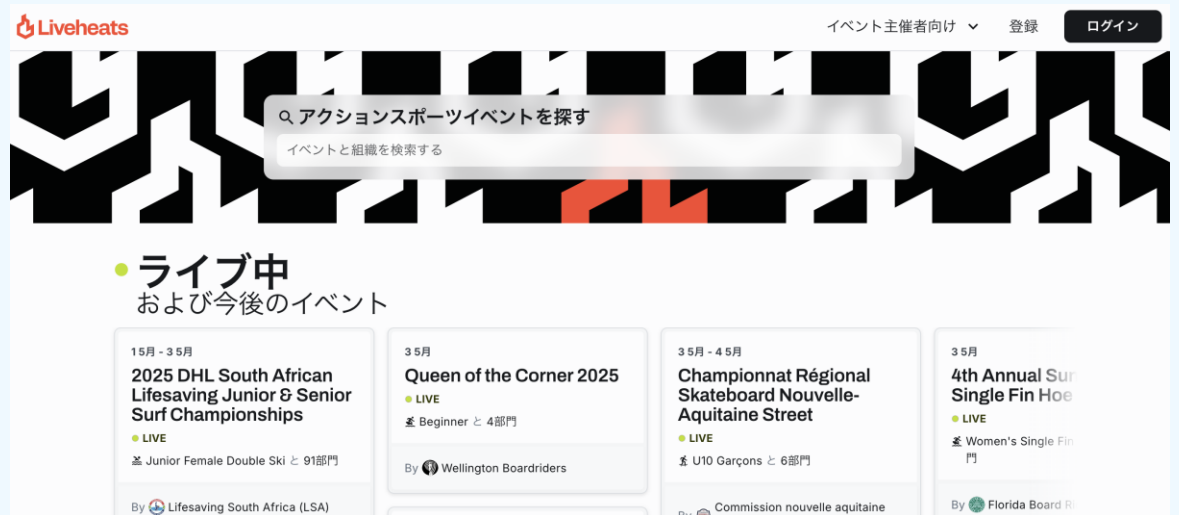 Liveheats
イベント主催者向け
登録
ログイン
アクションスポーツイベントを探す
イベントと組織を検索する
ライブ中
および今後のイベント
1 5月 - 3 5月
2025 DHL South African
Lifesaving Junior & Senior
Surf Championships
LIVE
Junior Female Double Ski と 91部門
By Lifesaving South Africa (LSA)
3 5月
Queen of the Corner 2025
LIVE
Beginner と 4部門
By Wellington Boardriders
3 5月 - 4 5月
Championnat Régional
Skateboard Nouvelle-
Aquitaine Street
LIVE
U10 Garçons と 6部門
By Commission nouvelle aquitaine
3 5月
4th Annual Sur
Single Fin Hoe
LIVE
Women's Single Fin
門
By Florida Board R